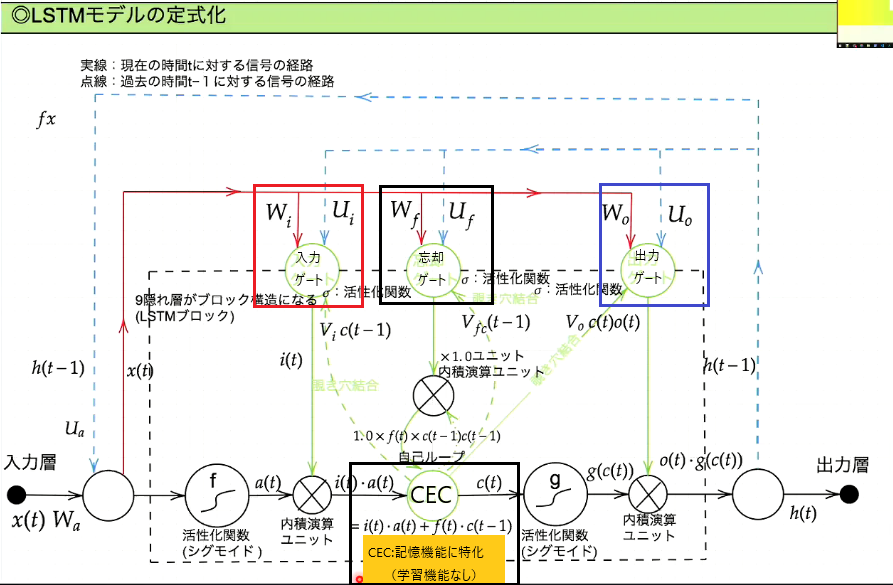 ◎LSTMモデルの定式化
実線：現在の時間tに対する信号の経路
点線：過去の時間t−１に対する信号の経路
fx
W_i U_i
W_f U_f
W_o U_o
入力
ゲート
忘却
ゲート
出力
ゲート
σ：活性化関数
σ：活性化関数
σ：活性化関数
9隠れ層がブロック構造になる
(LSTMブロック)
V_i c(t−1)
V_fc(t−1)
V_o c(t)o(t)
覗き穴結合
覗き穴結合
覗き穴結合
h(t−1)
x(t)
i(t)
h(t−1)
×1.0ユニット
内積演算ユニット
U_a
1.0×f(t)×c(t−1)c(t−1)
自己ループ
入力層
f
a(t)
i(t)·a(t)
CEC
c(t)
g
g(c(t))
o(t)·g(c(t))
出力層
x(t) W_a
h(t)
活性化関数
(シグモイド )
内積演算
ユニット
= i(t)·a(t)+f(t)·c(t−1)
活性化関数
(シグモイド)
内積演算
ユニット
CEC:記憶機能に特化
（学習機能なし）